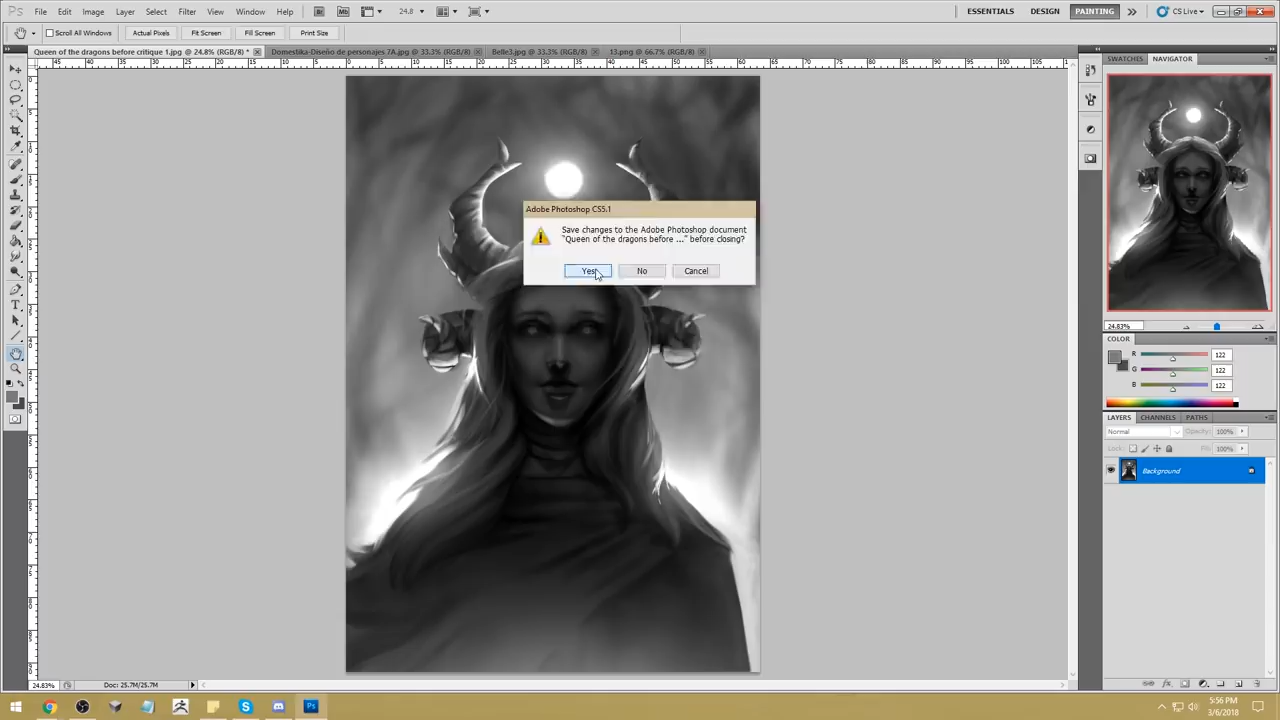 Ps File Edit Image Layer Select Filter Analysis View Window Help Br Mb 24.8 ESSENTIALS DESIGN PAINTING CS Live
Scroll All Windows Actual Pixels Fit Screen Fill Screen Print Size
Queen of the dragons before critique 1.jpg @ 24.8% (RGB/8) * Domestika-Diseño de personajes.7A.jpg @ 33.3% (RGB/8) Belle3.jpg @ 33.3% (RGB/8) 13.png @ 66.7% (RGB/8)
SWATCHES NAVIGATOR
Adobe Photoshop CS5.1
Save changes to the Adobe Photoshop document
“Queen of the dragons before ...” before closing?
Yes No Cancel
24.83%
COLOR
R 122
G 122
B 122
LAYERS CHANNELS PATHS
Normal Opacity: 100%
Lock: Fill: 100%
Background
24.83% Doc: 25.7M/25.7M
5:56 PM
3/6/2018